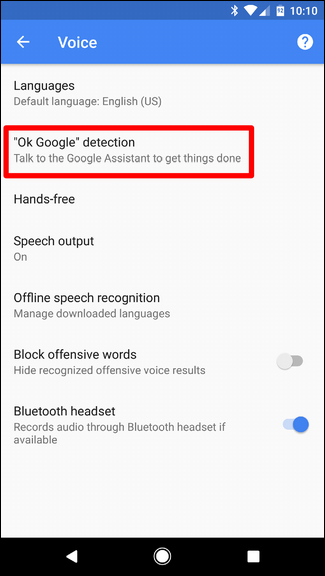 10:10
Voice
Languages
Default language: English (US)
"Ok Google" detection
Talk to the Google Assistant to get things done
Hands-free
Speech output
On
Offline speech recognition
Manage downloaded languages
Block offensive words
Hide recognized offensive voice results
Bluetooth headset
Records audio through Bluetooth headset if
available